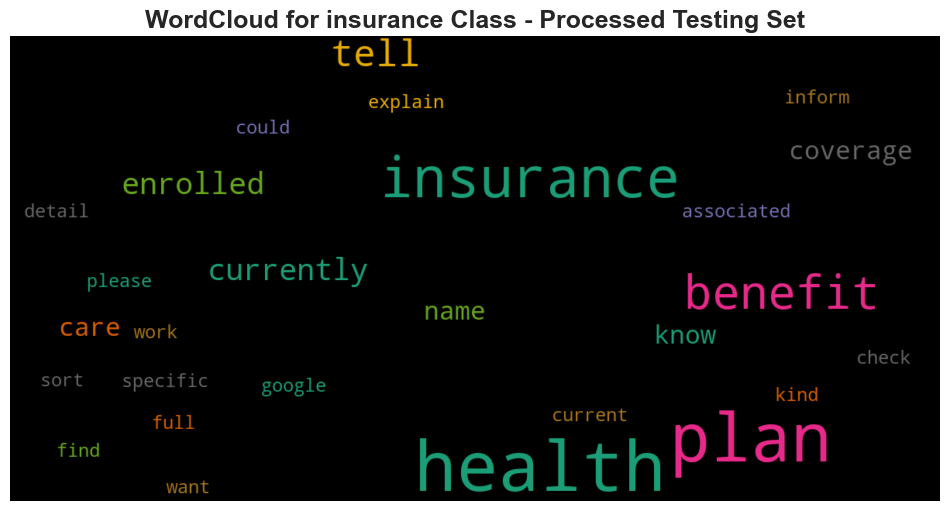 WordCloud for insurance Class - Processed Testing Set
tell
explain
inform
could
coverage
insurance
enrolled
detail
associated
currently
please
benefit
name
care
work
know
check
sort
specific
google
kind
full
current
plan
find
health
want